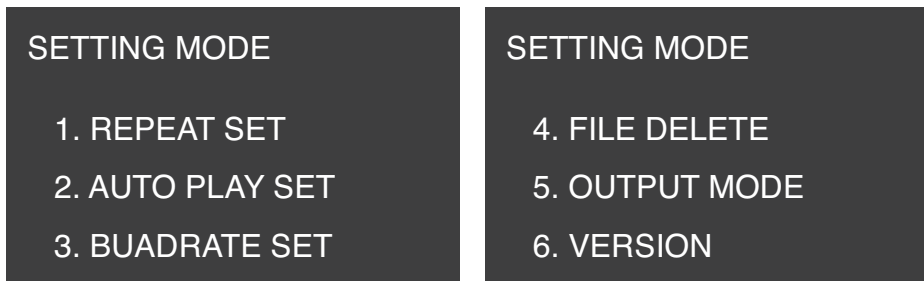 SETTING MODE
1. REPEAT SET
2. AUTO PLAY SET
3. BUADRATE SET
SETTING MODE
4. FILE DELETE
5. OUTPUT MODE
6. VERSION